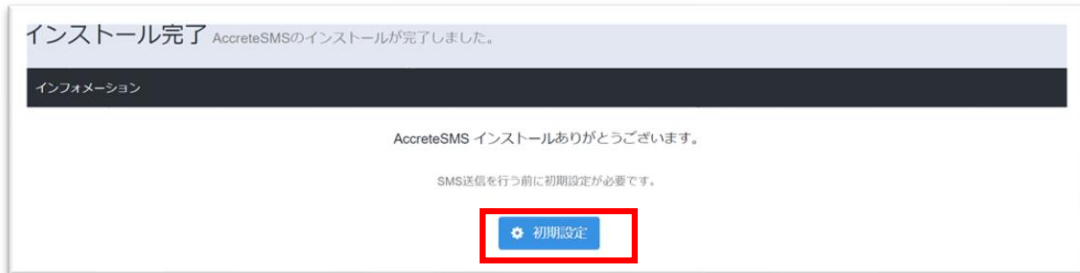 インストール完了 AccreteSMSのインストールが完了しました。
インフォメーション
AccreteSMS インストールありがとうございます。
SMS送信を行う前に初期設定が必要です。
初期設定